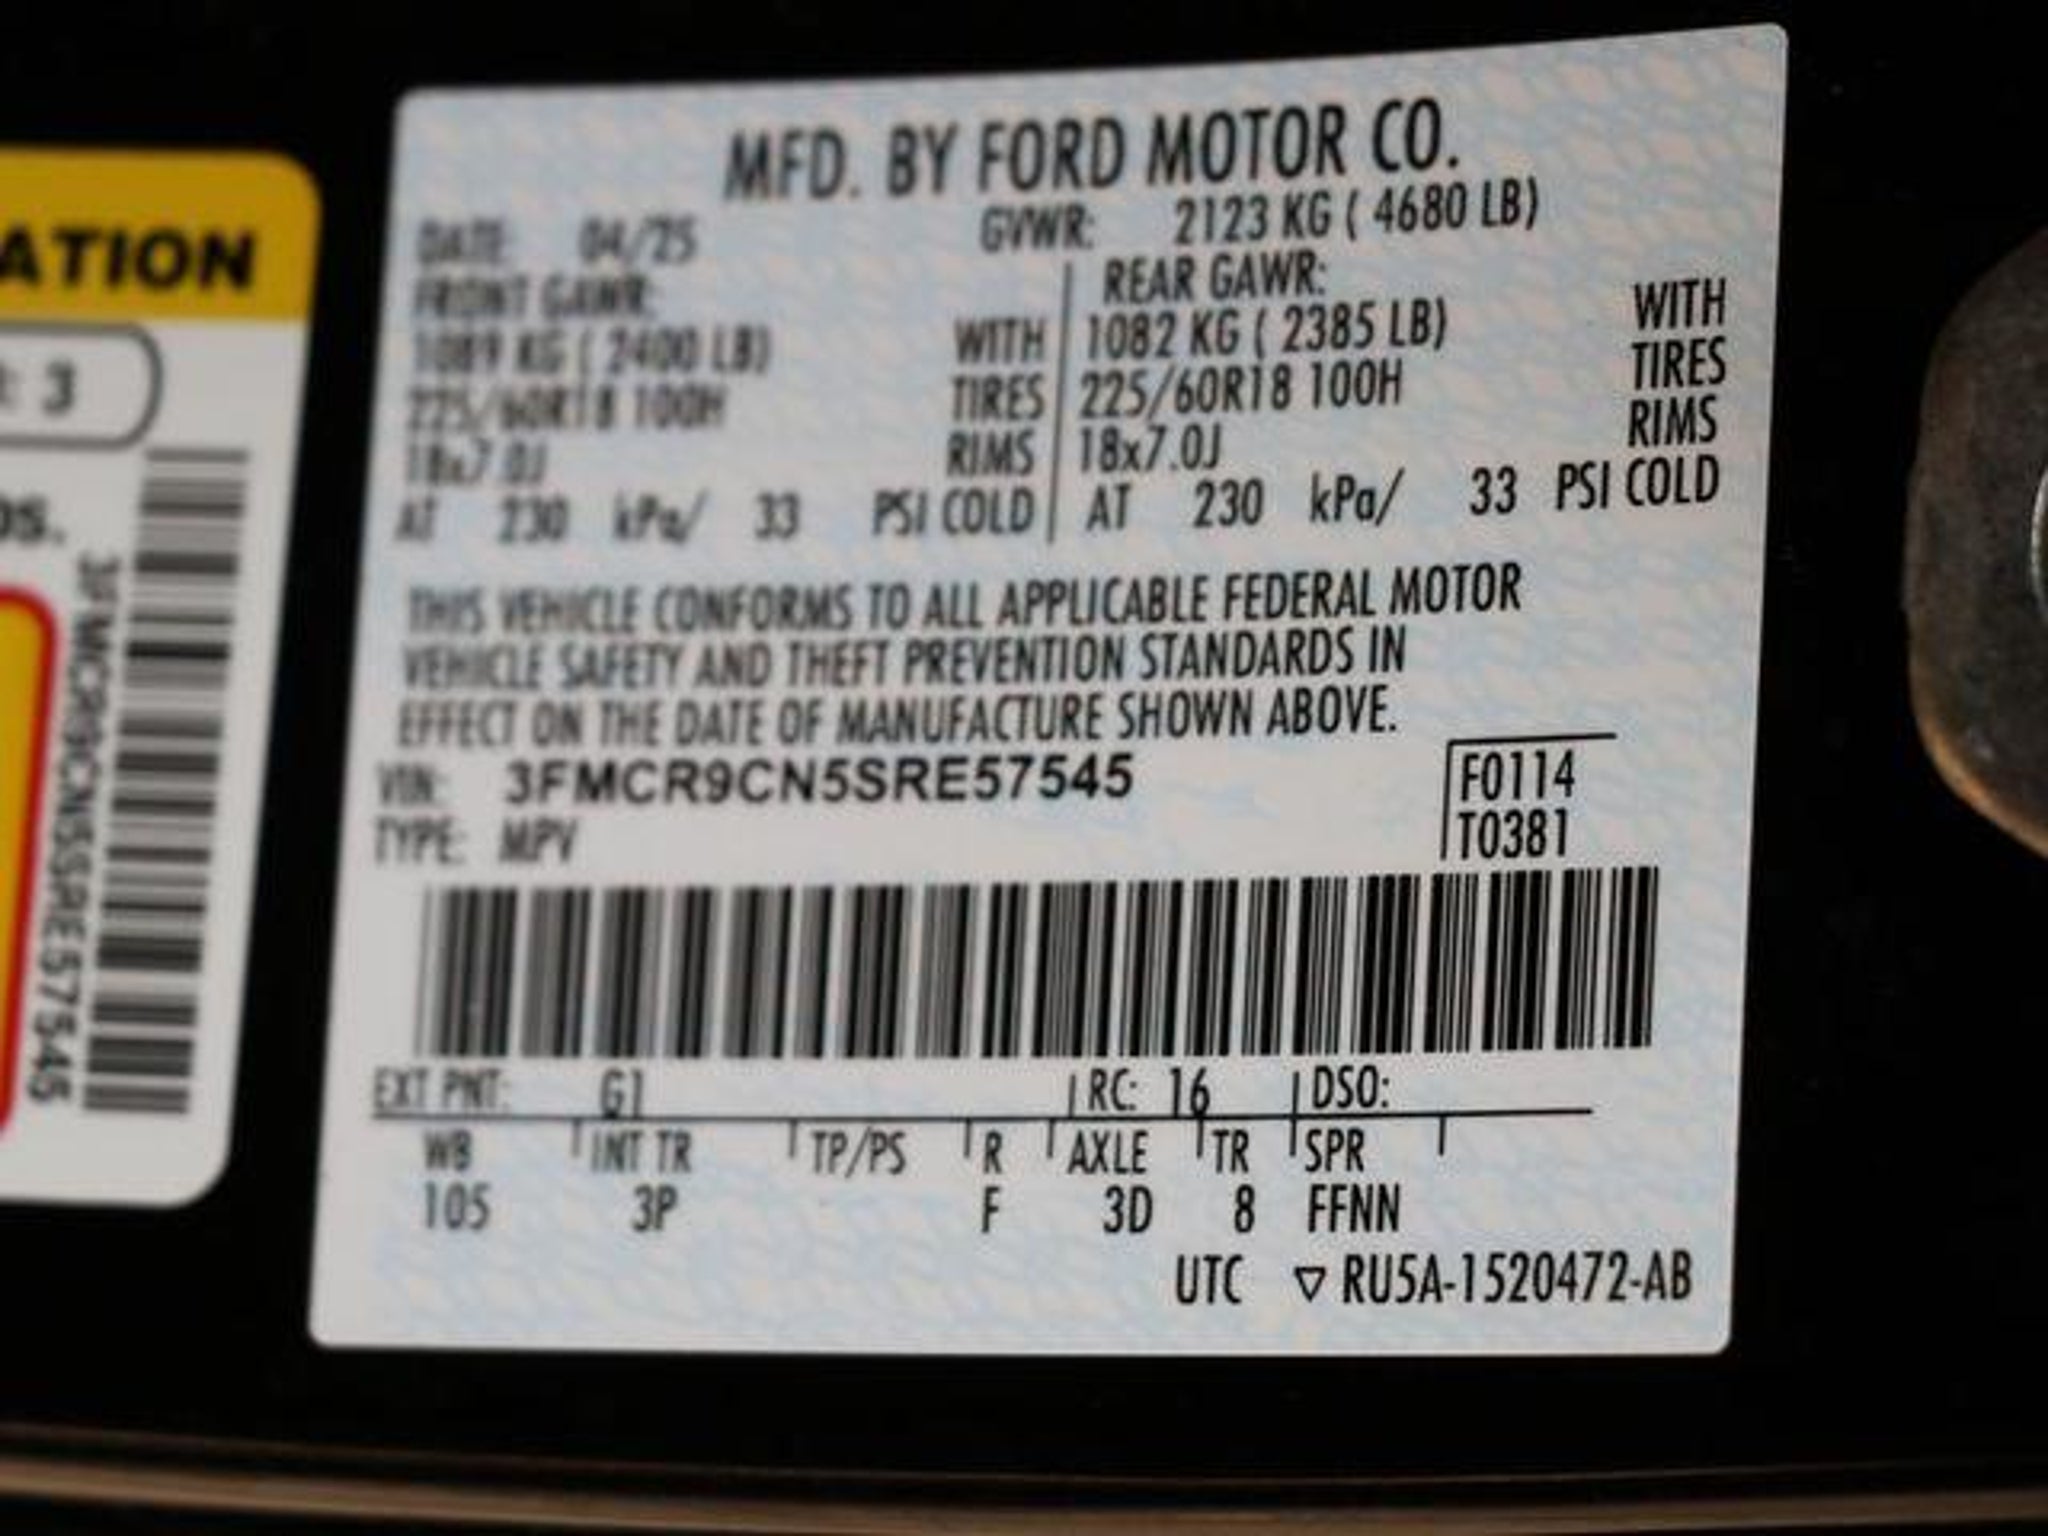 ATION
: 3
OS.
3FMCR9CN5SRE57545
MFD. BY FORD MOTOR CO.
DATE: 04/25 GVWR: 2123 KG ( 4680 LB)
FRONT GAWR: REAR GAWR:
1089 KG ( 2400 LB) WITH 1082 KG ( 2385 LB) WITH
225/60R18 100H TIRES 225/60R18 100H TIRES
18x7.0J RIMS 18x7.0J RIMS
AT 230 kPa/ 33 PSI COLD AT 230 kPa/ 33 PSI COLD
THIS VEHICLE CONFORMS TO ALL APPLICABLE FEDERAL MOTOR
VEHICLE SAFETY AND THEFT PREVENTION STANDARDS IN
EFFECT ON THE DATE OF MANUFACTURE SHOWN ABOVE.
VIN: 3FMCR9CN5SRE57545 F0114
TYPE: MPV T0381
EXT PNT: G1 RC: 16 DSO:
WB INT TR TP/PS R AXLE TR SPR
105 3P F 3D 8 FFNN
UTC ▽ RU5A-1520472-AB